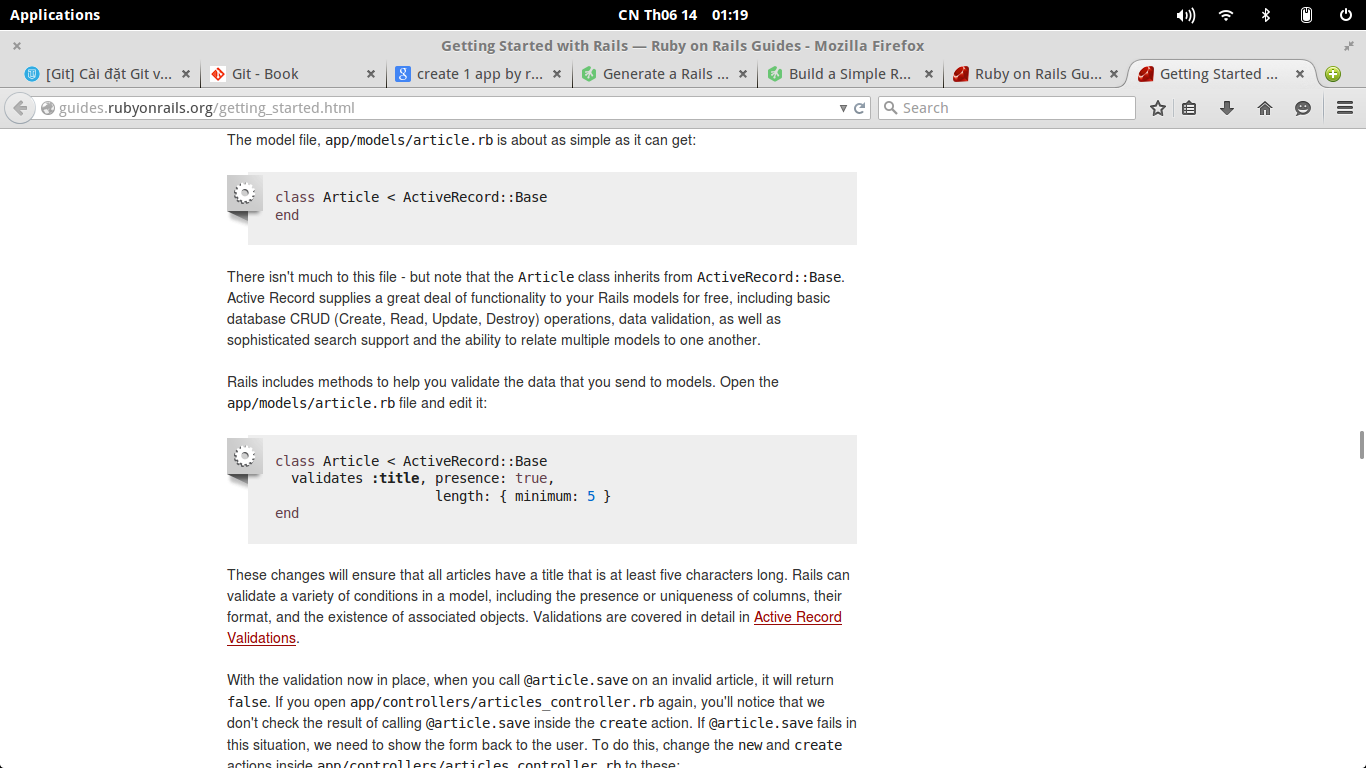 Applications
CN Th06 14 01:19
Getting Started with Rails — Ruby on Rails Guides - Mozilla Firefox
[Git] Cài đặt Git v...
Git - Book
create 1 app by r...
Generate a Rails ...
Build a Simple R...
Ruby on Rails Gu...
Getting Started ...
guides.rubyonrails.org/getting_started.html
Search
The model file, app/models/article.rb is about as simple as it can get:
class Article < ActiveRecord::Base
end
There isn't much to this file - but note that the Article class inherits from ActiveRecord::Base.
Active Record supplies a great deal of functionality to your Rails models for free, including basic
database CRUD (Create, Read, Update, Destroy) operations, data validation, as well as
sophisticated search support and the ability to relate multiple models to one another.
Rails includes methods to help you validate the data that you send to models. Open the
app/models/article.rb file and edit it:
class Article < ActiveRecord::Base
validates :title, presence: true,
length: { minimum: 5 }
end
These changes will ensure that all articles have a title that is at least five characters long. Rails can
validate a variety of conditions in a model, including the presence or uniqueness of columns, their
format, and the existence of associated objects. Validations are covered in detail in Active Record
Validations.
With the validation now in place, when you call @article.save on an invalid article, it will return
false. If you open app/controllers/articles_controller.rb again, you'll notice that we
don't check the result of calling @article.save inside the create action. If @article.save fails in
this situation, we need to show the form back to the user. To do this, change the new and create
actions inside app/controllers/articles_controller.rb to these: